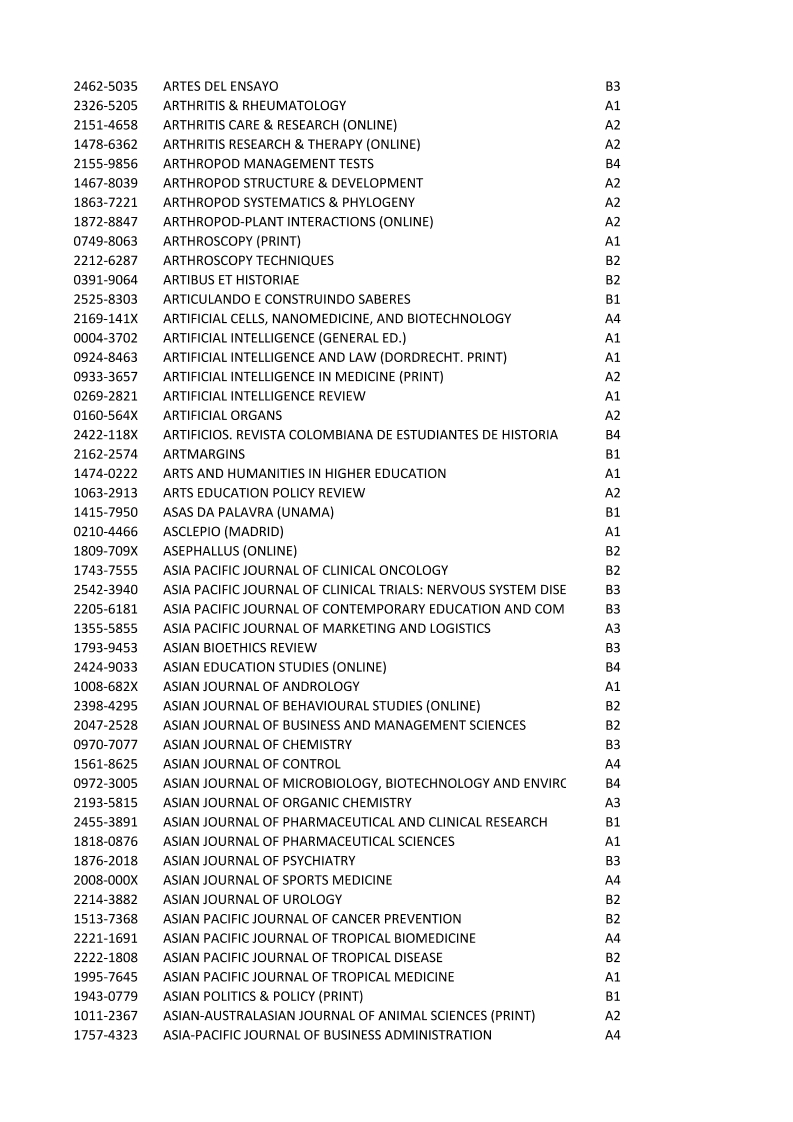 2462-5035 ARTES DEL ENSAYO B3
2326-5205 ARTHRITIS & RHEUMATOLOGY A1
2151-4658 ARTHRITIS CARE & RESEARCH (ONLINE) A2
1478-6362 ARTHRITIS RESEARCH & THERAPY (ONLINE) A2
2155-9856 ARTHROPOD MANAGEMENT TESTS B4
1467-8039 ARTHROPOD STRUCTURE & DEVELOPMENT A2
1863-7221 ARTHROPOD SYSTEMATICS & PHYLOGENY A2
1872-8847 ARTHROPOD-PLANT INTERACTIONS (ONLINE) A2
0749-8063 ARTHROSCOPY (PRINT) A1
2212-6287 ARTHROSCOPY TECHNIQUES B2
0391-9064 ARTIBUS ET HISTORIAE B2
2525-8303 ARTICULANDO E CONSTRUINDO SABERES B1
2169-141X ARTIFICIAL CELLS, NANOMEDICINE, AND BIOTECHNOLOGY A4
0004-3702 ARTIFICIAL INTELLIGENCE (GENERAL ED.) A1
0924-8463 ARTIFICIAL INTELLIGENCE AND LAW (DORDRECHT. PRINT) A1
0933-3657 ARTIFICIAL INTELLIGENCE IN MEDICINE (PRINT) A2
0269-2821 ARTIFICIAL INTELLIGENCE REVIEW A1
0160-564X ARTIFICIAL ORGANS A2
2422-118X ARTIFICIOS. REVISTA COLOMBIANA DE ESTUDIANTES DE HISTORIA B4
2162-2574 ARTMARGINS B1
1474-0222 ARTS AND HUMANITIES IN HIGHER EDUCATION A1
1063-2913 ARTS EDUCATION POLICY REVIEW A2
1415-7950 ASAS DA PALAVRA (UNAMA) B1
0210-4466 ASCLEPIO (MADRID) A1
1809-709X ASEPHALLUS (ONLINE) B2
1743-7555 ASIA PACIFIC JOURNAL OF CLINICAL ONCOLOGY B2
2542-3940 ASIA PACIFIC JOURNAL OF CLINICAL TRIALS: NERVOUS SYSTEM DISE B3
2205-6181 ASIA PACIFIC JOURNAL OF CONTEMPORARY EDUCATION AND COM B3
1355-5855 ASIA PACIFIC JOURNAL OF MARKETING AND LOGISTICS A3
1793-9453 ASIAN BIOETHICS REVIEW B3
2424-9033 ASIAN EDUCATION STUDIES (ONLINE) B4
1008-682X ASIAN JOURNAL OF ANDROLOGY A1
2398-4295 ASIAN JOURNAL OF BEHAVIOURAL STUDIES (ONLINE) B2
2047-2528 ASIAN JOURNAL OF BUSINESS AND MANAGEMENT SCIENCES B2
0970-7077 ASIAN JOURNAL OF CHEMISTRY B3
1561-8625 ASIAN JOURNAL OF CONTROL A4
0972-3005 ASIAN JOURNAL OF MICROBIOLOGY, BIOTECHNOLOGY AND ENVIRC B4
2193-5815 ASIAN JOURNAL OF ORGANIC CHEMISTRY A3
2455-3891 ASIAN JOURNAL OF PHARMACEUTICAL AND CLINICAL RESEARCH B1
1818-0876 ASIAN JOURNAL OF PHARMACEUTICAL SCIENCES A1
1876-2018 ASIAN JOURNAL OF PSYCHIATRY B3
2008-000X ASIAN JOURNAL OF SPORTS MEDICINE A4
2214-3882 ASIAN JOURNAL OF UROLOGY B2
1513-7368 ASIAN PACIFIC JOURNAL OF CANCER PREVENTION B2
2221-1691 ASIAN PACIFIC JOURNAL OF TROPICAL BIOMEDICINE A4
2222-1808 ASIAN PACIFIC JOURNAL OF TROPICAL DISEASE B2
1995-7645 ASIAN PACIFIC JOURNAL OF TROPICAL MEDICINE A1
1943-0779 ASIAN POLITICS & POLICY (PRINT) B1
1011-2367 ASIAN-AUSTRALASIAN JOURNAL OF ANIMAL SCIENCES (PRINT) A2
1757-4323 ASIA-PACIFIC JOURNAL OF BUSINESS ADMINISTRATION A4